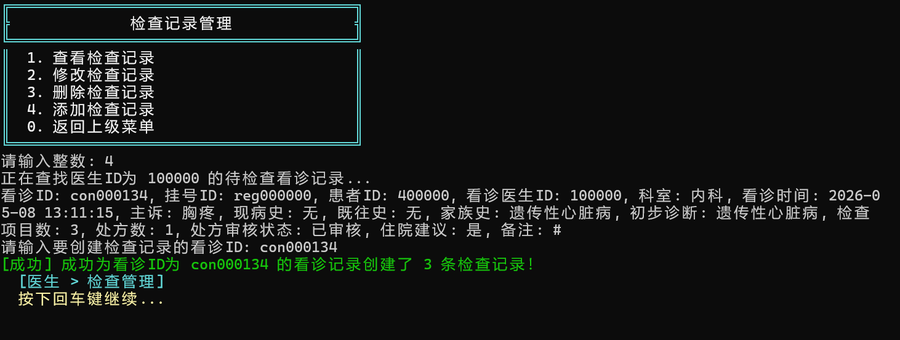 检查记录管理
1. 查看检查记录
2. 修改检查记录
3. 删除检查记录
4. 添加检查记录
0. 返回上级菜单
请输入整数: 4
正在查找医生ID为 100000 的待检查看诊记录...
看诊ID: con000134, 挂号ID: reg000000, 患者ID: 400000, 看诊医生ID: 100000, 科室: 内科, 看诊时间: 2026-0
5-08 13:11:15, 主诉: 胸疼, 现病史: 无, 既往史: 无, 家族史: 遗传性心脏病, 初步诊断: 遗传性心脏病, 检查
项目数: 3, 处方数: 1, 处方审核状态: 已审核, 住院建议: 是, 备注: #
请输入要创建检查记录的看诊ID: con000134
[成功] 成功为看诊ID为 con000134 的看诊记录创建了 3 条检查记录!
[医生 > 检查管理]
按下回车键继续...